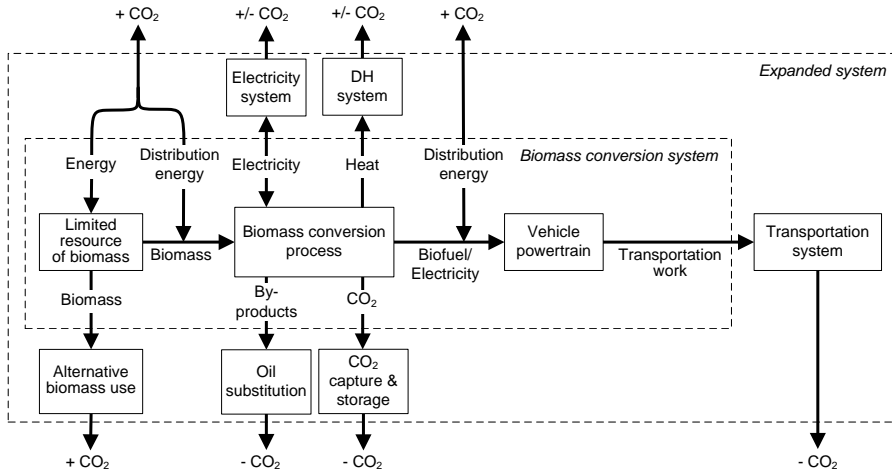 + CO₂
+/- CO₂
+/- CO₂
+ CO₂
Electricity
system
DH
system
Expanded system
Energy
Distribution
energy
Electricity
Heat
Distribution
energy
Biomass conversion system
Limited
resource
of biomass
Biomass
Biomass conversion
process
Biofuel/
Electricity
Vehicle
powertrain
Transportation
work
Transportation
system
Biomass
By-
products
CO₂
Alternative
biomass use
Oil
substitution
CO₂
capture &
storage
+ CO₂
- CO₂
- CO₂
- CO₂